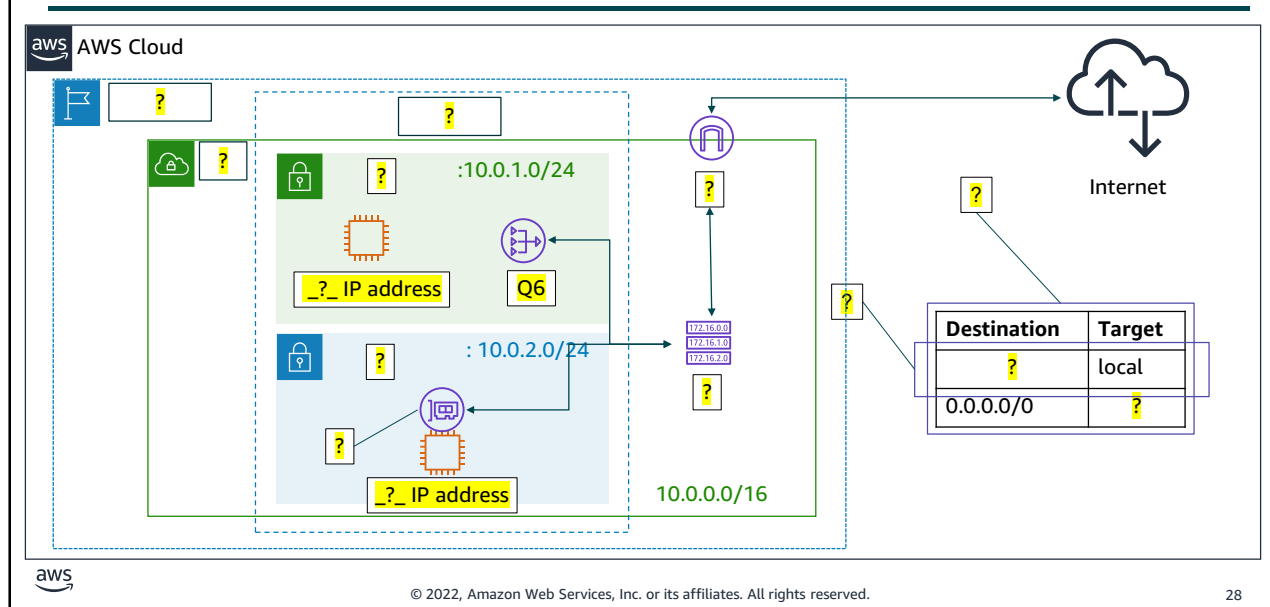 aws AWS Cloud
?
?
?
?
:10.0.1.0/24
?
Internet
?
_?_ IP address
Q6
?
Destination Target
? local
0.0.0.0/0 ?
172.16.0.0
172.16.1.0
172.16.2.0
?
?
: 10.0.2.0/24
?
_?_ IP address
10.0.0.0/16
aws
© 2022, Amazon Web Services, Inc. or its affiliates. All rights reserved.
28